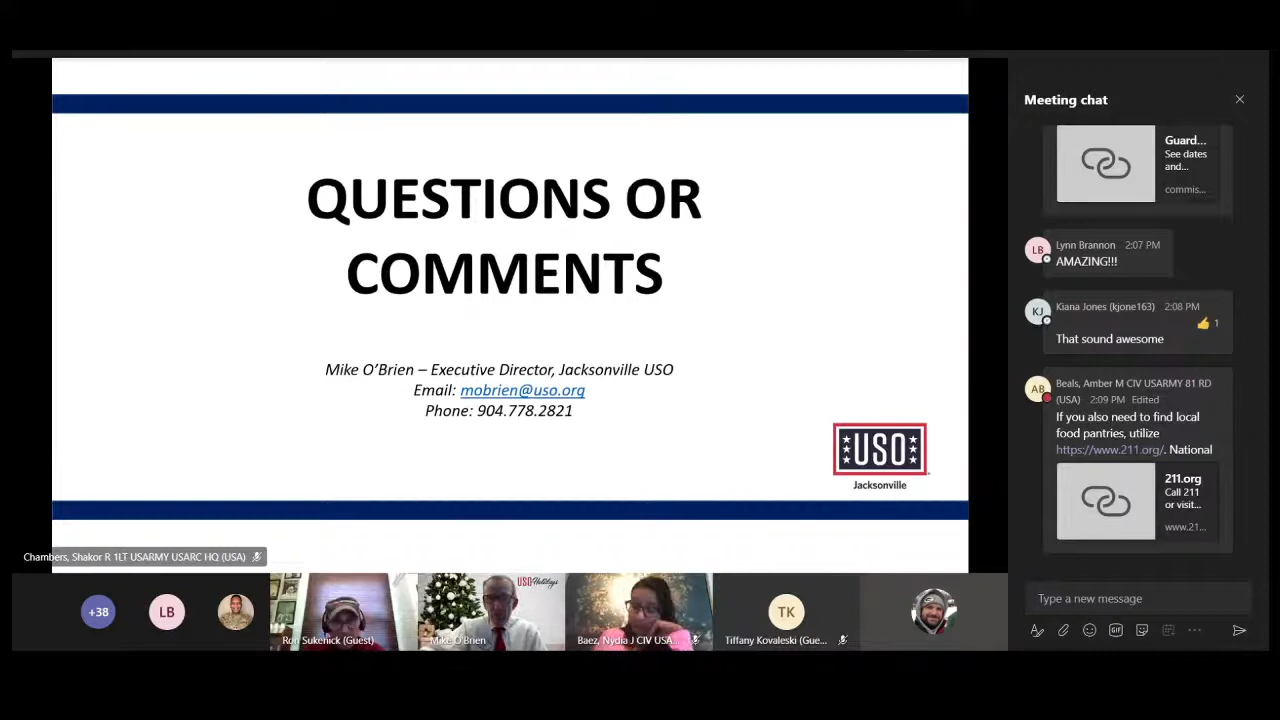 QUESTIONS OR
COMMENTS
Mike O'Brien – Executive Director, Jacksonville USO
Email: mobrien@uso.org
Phone: 904.778.2821
USO
Jacksonville
Chambers, Shakor R 1LT USARMY USARC HQ (USA)
+38
LB
Ron Sukenick (Guest)
USO Holidays
Mike O'Brien
Baez, Nydia J CIV USA...
TK
Tiffany Kovaleski (Gue...
Meeting chat
Guard...
See dates
and...
commis...
LB
Lynn Brannon 2:07 PM
AMAZING!!!
KJ
Kiana Jones (kjone163) 2:08 PM
👍 1
That sound awesome
AB
Beals, Amber M CIV USARMY 81 RD
(USA) 2:09 PM Edited
If you also need to find local
food pantries, utilize
https://www.211.org/. National
211.org
Call 211
or visit...
www.21...
Type a new message
GIF